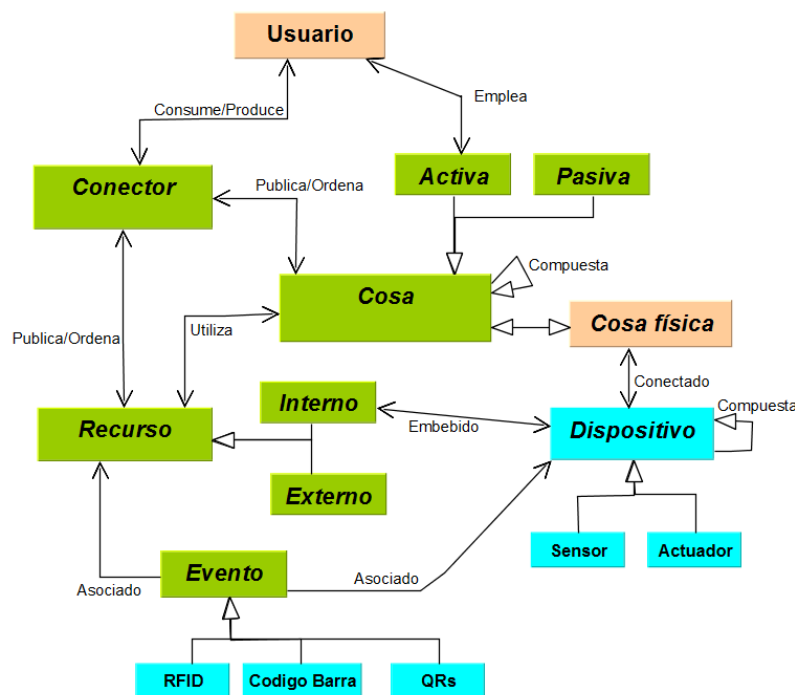 Usuario
Emplea
Consume/Produce
Conector
Publica/Ordena
Activa
Pasiva
Compuesta
Cosa
Cosa física
Publica/Ordena
Utiliza
Conectado
Interno
Compuesta
Recurso
Embebido
Dispositivo
Externo
Sensor
Actuador
Evento
Asociado
Asociado
RFID
Codigo Barra
QRs